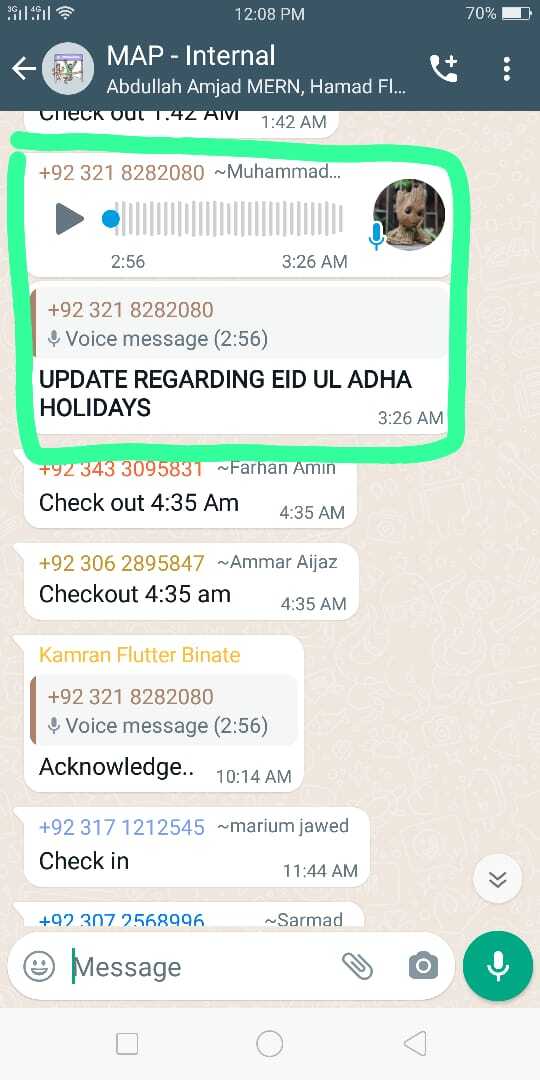 3G 4G 12:08 PM 70%
MAP - Internal
Abdullah Amjad MERN, Hamad Fl...
Check out 1:42 AM 1:42 AM
+92 321 8282080 ~Muhammad...
2:56 3:26 AM
+92 321 8282080
Voice message (2:56)
UPDATE REGARDING EID UL ADHA
HOLIDAYS
3:26 AM
+92 343 3095831 ~Farhan Amin
Check out 4:35 Am 4:35 AM
+92 306 2895847 ~Ammar Aijaz
Checkout 4:35 am 4:35 AM
Kamran Flutter Binate
+92 321 8282080
Voice message (2:56)
Acknowledge.. 10:14 AM
+92 317 1212545 ~marium jawed
Check in 11:44 AM
+92 307 2568996 ~Sarmad
Message